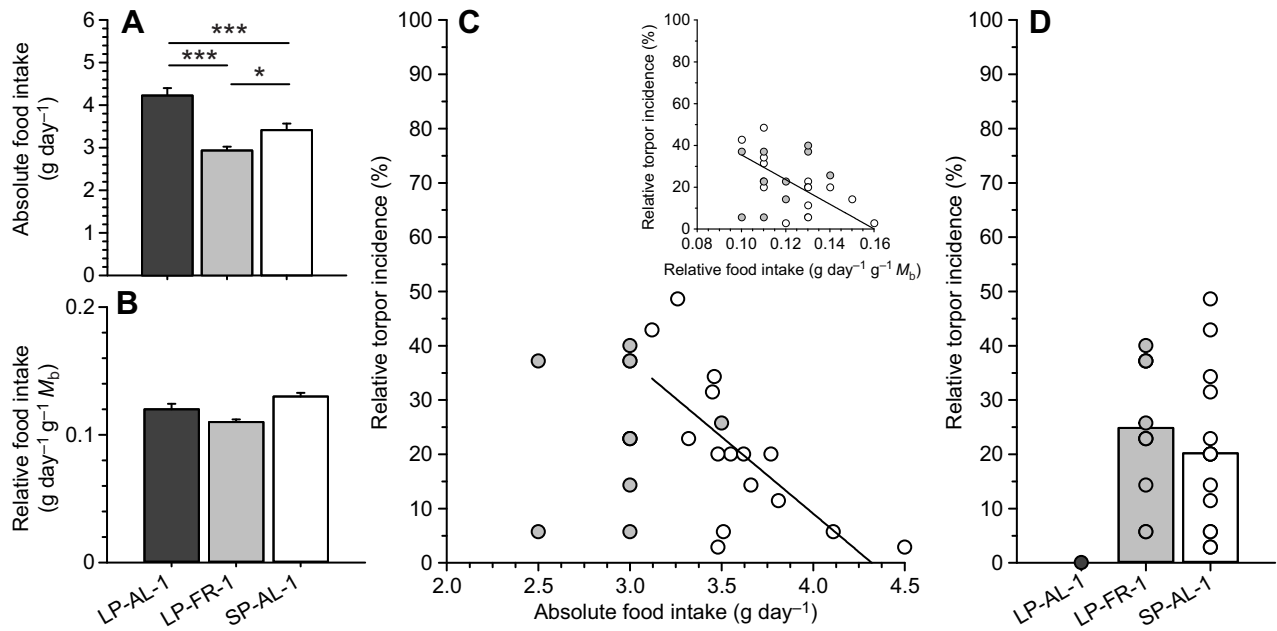 A
Absolute food intake
(g day⁻¹)
6
5
4
3
2
1
0
***
***
*
B
Relative food intake
(g day⁻¹ g⁻¹ M_b)
0.2
0.1
0
LP-AL-1
LP-FR-1
SP-AL-1
C
Relative torpor incidence (%)
100
90
80
70
60
50
40
30
20
10
0
2.0 2.5 3.0 3.5 4.0 4.5
Absolute food intake (g day⁻¹)
Relative torpor incidence (%)
100
80
60
40
20
0
0.08 0.10 0.12 0.14 0.16
Relative food intake (g day⁻¹ g⁻¹ M_b)
D
Relative torpor incidence (%)
100
90
80
70
60
50
40
30
20
10
0
LP-AL-1
LP-FR-1
SP-AL-1